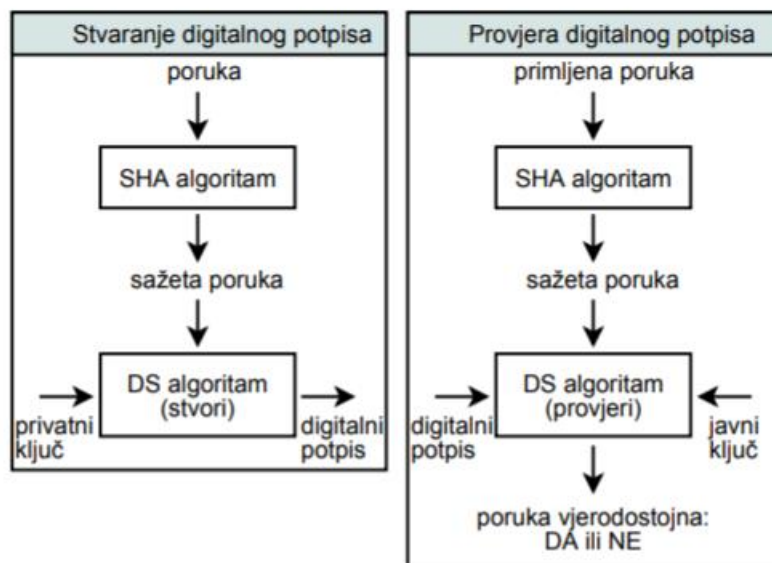 Stvaranje digitalnog potpisa
poruka
SHA algoritam
sažeta poruka
DS algoritam
(stvori)
privatni
ključ
digitalni
potpis
Provjera digitalnog potpisa
primljena poruka
SHA algoritam
sažeta poruka
DS algoritam
(provjeri)
digitalni
potpis
javni
ključ
poruka vjerodostojna:
DA ili NE